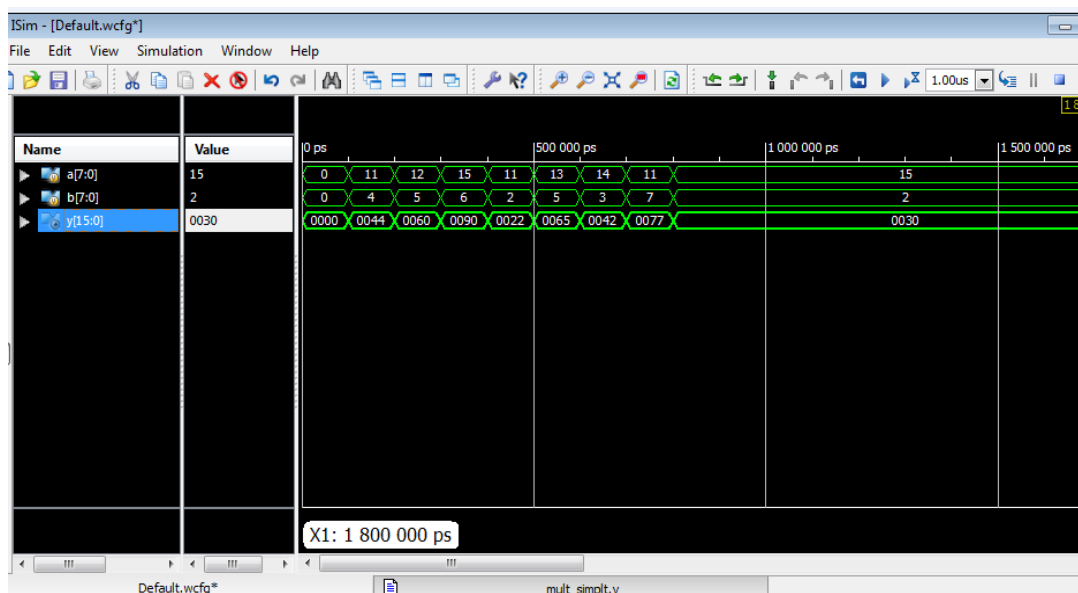 ISim - [Default.wcfg*]
File Edit View Simulation Window Help
1.00us
Name Value 0 ps 500 000 ps 1 000 000 ps 1 500 000 ps
a[7:0] 15 0 11 12 15 11 13 14 11 15
b[7:0] 2 0 4 5 6 2 5 3 7 2
y[15:0] 0030 0000 0044 0060 0090 0022 0065 0042 0077 0030
X1: 1 800 000 ps
Default.wcfg* mult_simplt.v